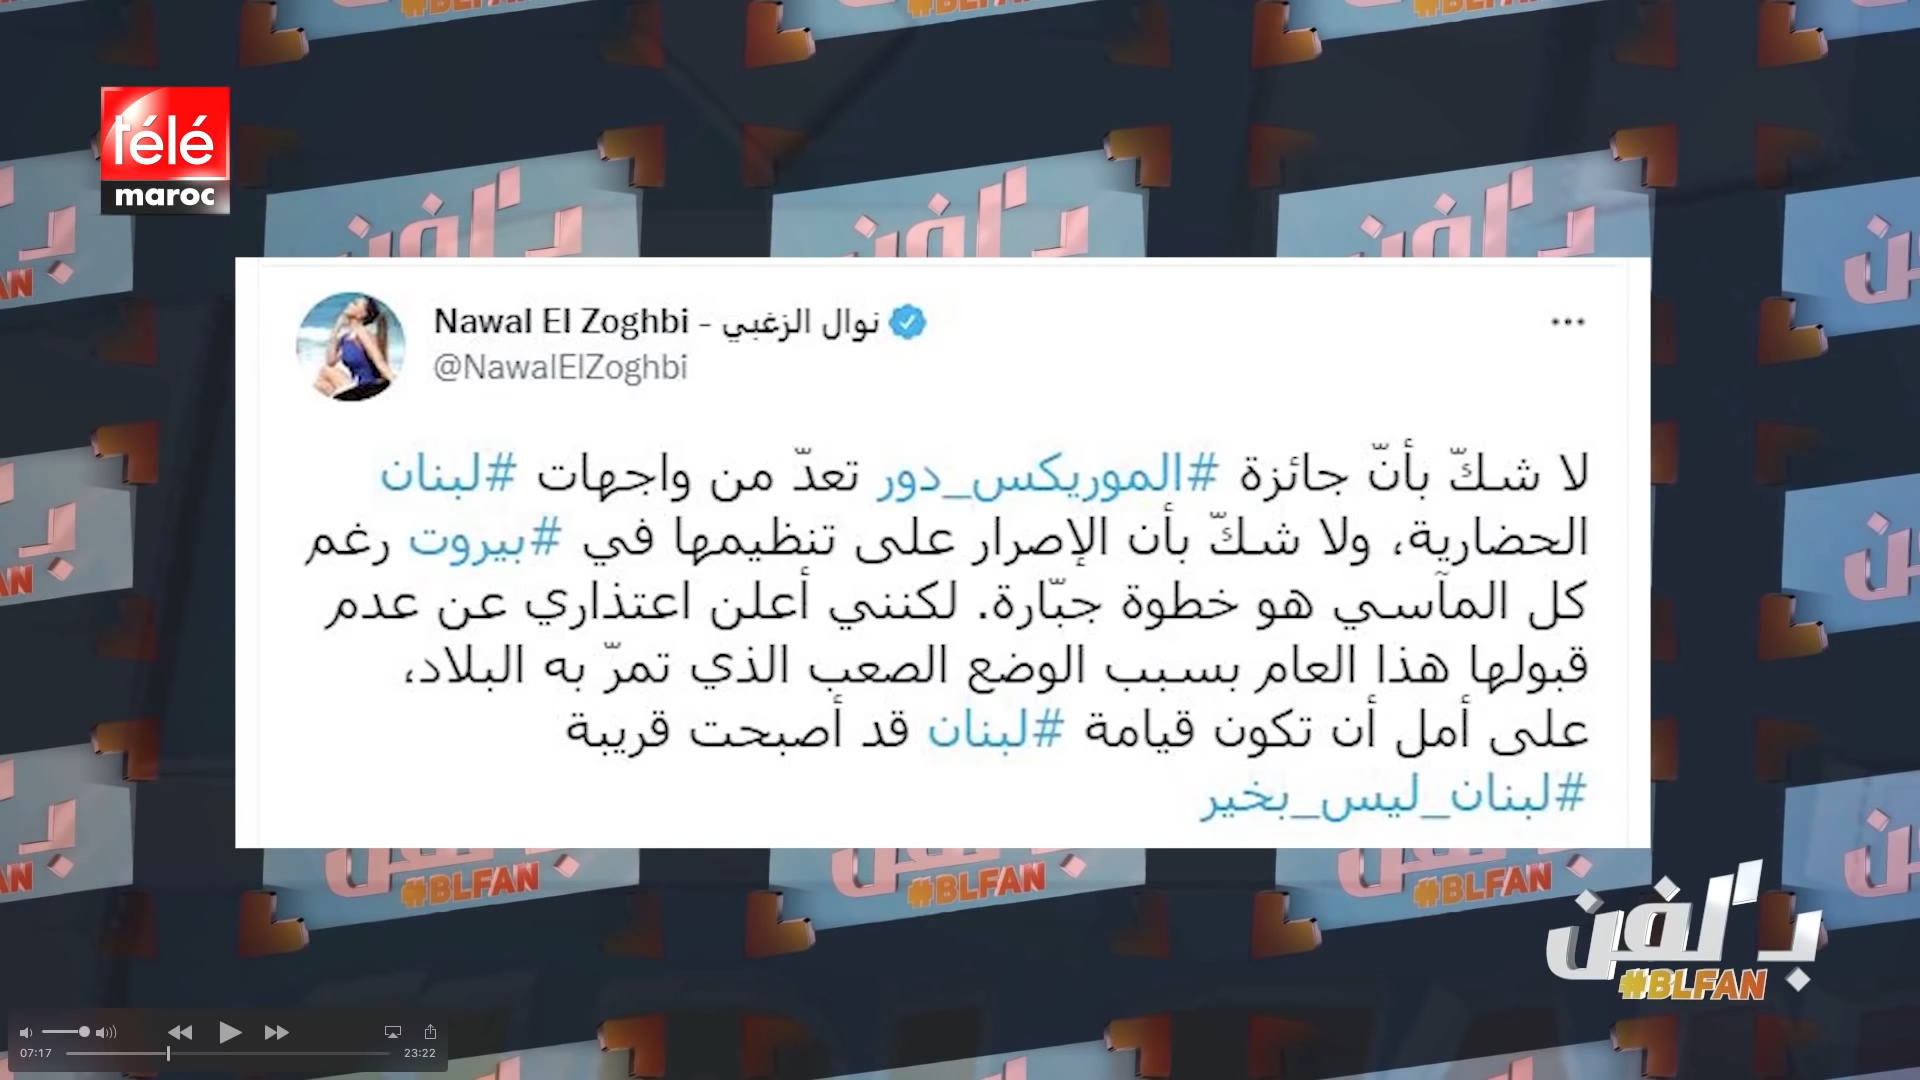 télé
maroc
Nawal El Zoghbi - نوال الزغبي
@NawalElZoghbi
لا شكّ بأنّ جائزة #الموريكس_دور تعدّ من واجهات #لبنان
الحضارية، ولا شكّ بأن الإصرار على تنظيمها في #بيروت رغم
كل المآسي هو خطوة جبّارة. لكنني أعلن اعتذاري عن عدم
قبولها هذا العام بسبب الوضع الصعب الذي تمرّ به البلاد،
على أمل أن تكون قيامة #لبنان قد أصبحت قريبة
#لبنان_ليس_بخير
#BLFAN
#BLFAN
#BLFAN
بلفن
#BLFAN
07:17
23:22